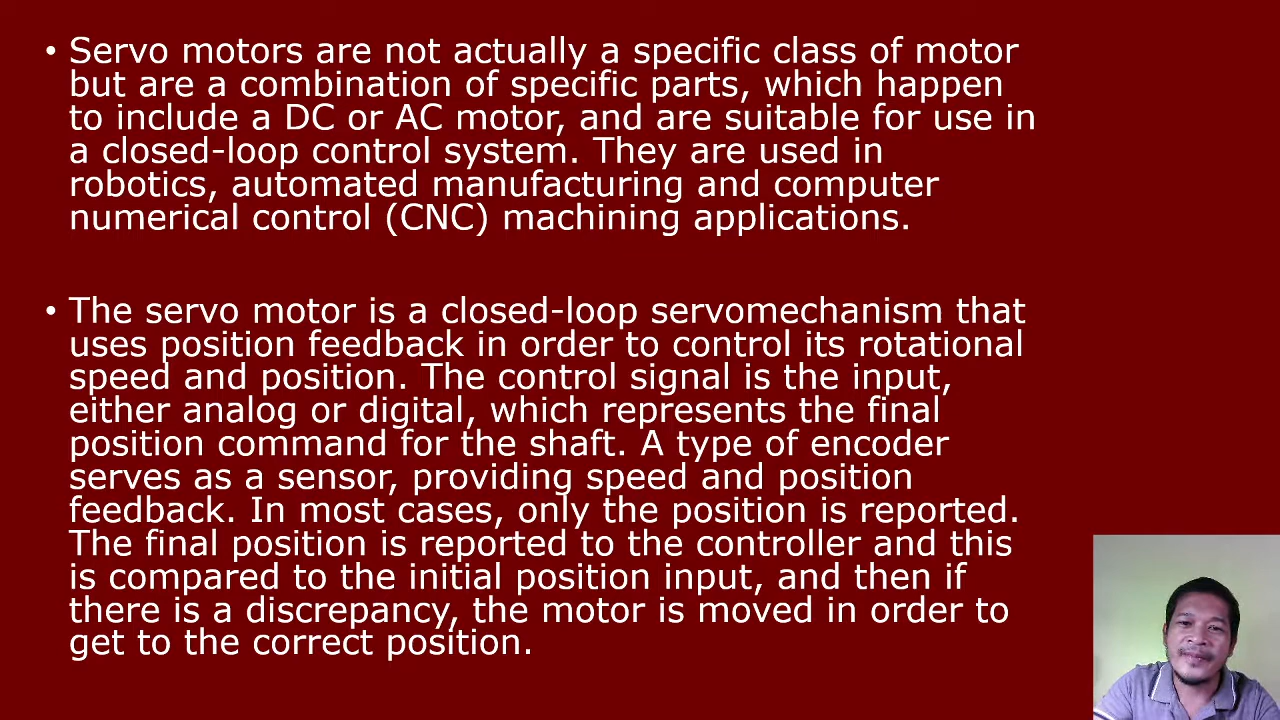 • Servo motors are not actually a specific class of motor
but are a combination of specific parts, which happen
to include a DC or AC motor, and are suitable for use in
a closed-loop control system. They are used in
robotics, automated manufacturing and computer
numerical control (CNC) machining applications.
• The servo motor is a closed-loop servomechanism that
uses position feedback in order to control its rotational
speed and position. The control signal is the input,
either analog or digital, which represents the final
position command for the shaft. A type of encoder
serves as a sensor, providing speed and position
feedback. In most cases, only the position is reported.
The final position is reported to the controller and this
is compared to the initial position input, and then if
there is a discrepancy, the motor is moved in order to
get to the correct position.